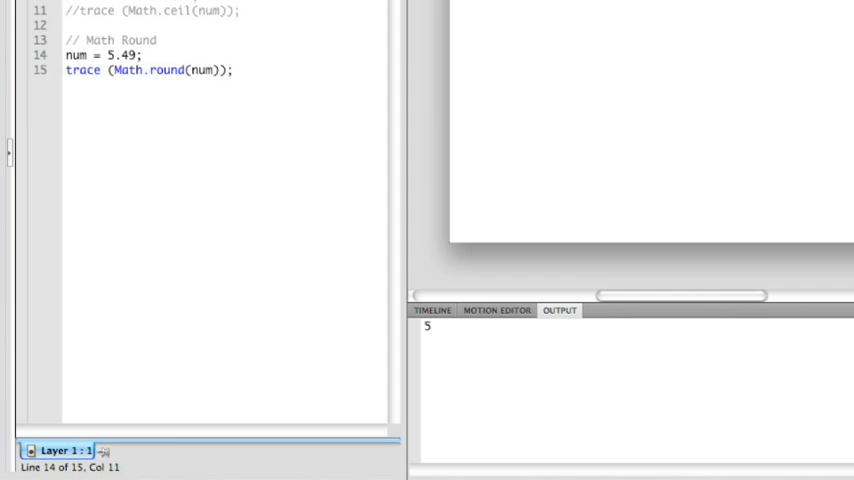 11 //trace (Math.ceil(num));
12
13 // Math Round
14 num = 5.49;
15 trace (Math.round(num));
TIMELINE MOTION EDITOR OUTPUT
5
Layer 1 : 1
Line 14 of 15, Col 11